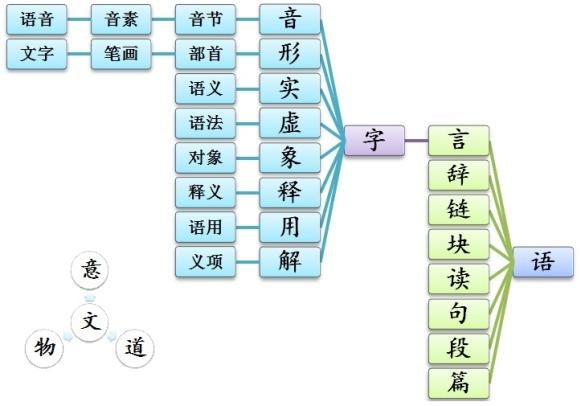 语音 音素 音节 音
文字 笔画 部首 形
语义 实
语法 虚
字 言
对象 象
辞
释义 释
链
语用 用
块
语
义项 解
读
意
句
文
物 道
段
篇